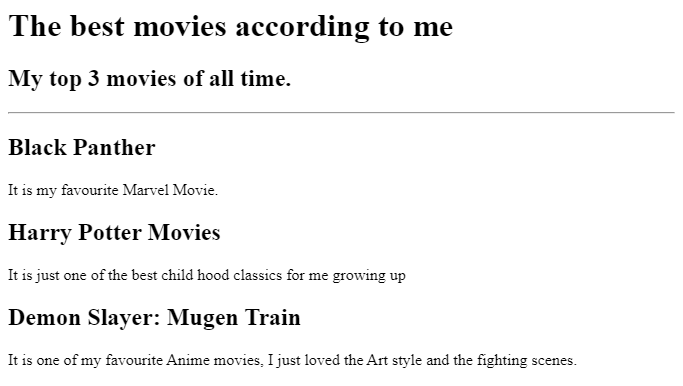 The best movies according to me
My top 3 movies of all time.
Black Panther
It is my favourite Marvel Movie.
Harry Potter Movies
It is just one of the best child hood classics for me growing up
Demon Slayer: Mugen Train
It is one of my favourite Anime movies, I just loved the Art style and the fighting scenes.